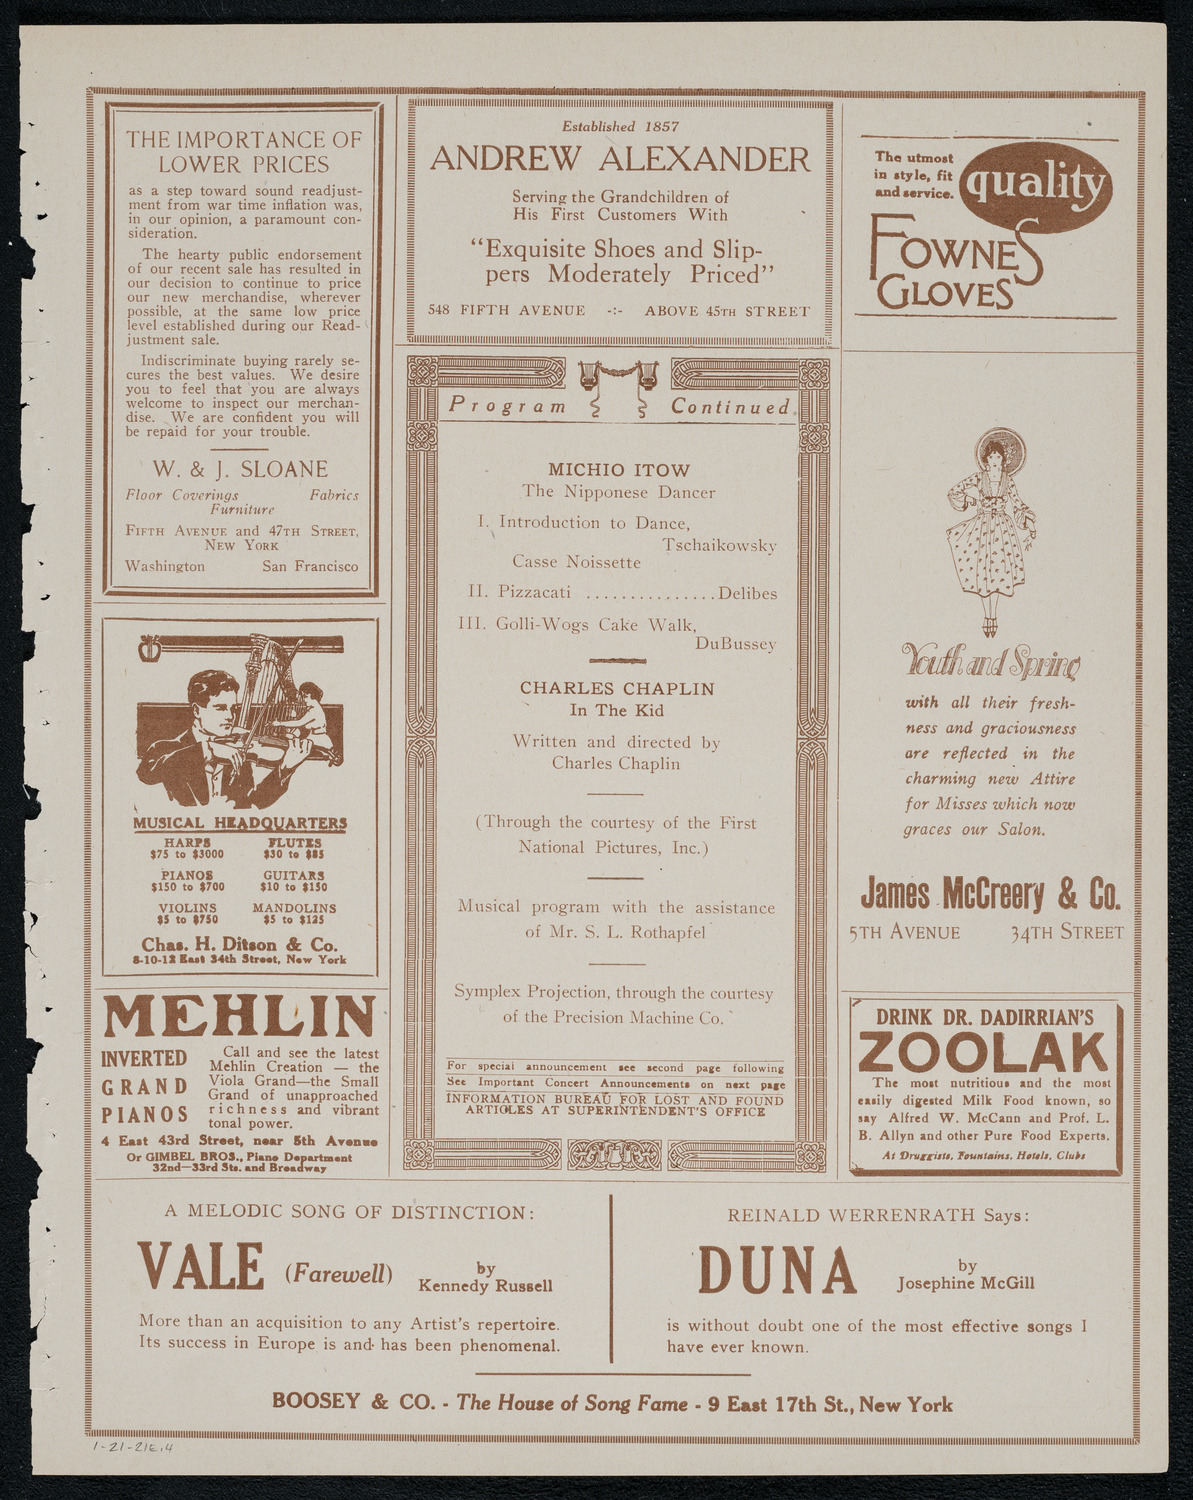 THE IMPORTANCE OF
LOWER PRICES
as a step toward sound readjust-
ment from war time inflation was,
in our opinion, a paramount con-
sideration.
The hearty public endorsement
of our recent sale has resulted in
our decision to continue to price
our new merchandise, wherever
possible, at the same low price
level established during our Read-
justment sale.
Indiscriminate buying rarely se-
cures the best values. We desire
you to feel that you are always
welcome to inspect our merchan-
dise. We are confident you will
be repaid for your trouble.
W. & J. SLOANE
Floor Coverings Fabrics
Furniture
FIFTH AVENUE and 47TH STREET,
NEW YORK
Washington San Francisco
MUSICAL HEADQUARTERS
HARPS FLUTES
$75 to $3000 $30 to $85
PIANOS GUITARS
$150 to $700 $10 to $150
VIOLINS MANDOLINS
$5 to $750 $5 to $125
Chas. H. Ditson & Co.
8-10-12 East 34th Street, New York
MEHLIN
INVERTED
GRAND
PIANOS
Call and see the latest
Mehlin Creation — the
Viola Grand—the Small
Grand of unapproached
richness and vibrant
tonal power.
4 East 43rd Street, near 5th Avenue
Or GIMBEL BROS., Piano Department
32nd—33rd Sts. and Broadway
Established 1857
ANDREW ALEXANDER
Serving the Grandchildren of
His First Customers With
"Exquisite Shoes and Slip-
pers Moderately Priced"
548 FIFTH AVENUE -:- ABOVE 45TH STREET
Program Continued.
MICHIO ITOW
The Nipponese Dancer
I. Introduction to Dance,
Tschaikowsky
Casse Noissette
II. Pizzacati ...............Delibes
III. Golli-Wogs Cake Walk,
DuBussey
CHARLES CHAPLIN
In The Kid
Written and directed by
Charles Chaplin
(Through the courtesy of the First
National Pictures, Inc.)
Musical program with the assistance
of Mr. S. L. Rothapfel
Symplex Projection, through the courtesy
of the Precision Machine Co.
For special announcement see second page following
See Important Concert Announcements on next page
INFORMATION BUREAU FOR LOST AND FOUND
ARTICLES AT SUPERINTENDENT'S OFFICE
The utmost
in style, fit
and service.
quality
FOWNES
GLOVES
Youth and Spring
with all their fresh-
ness and graciousness
are reflected in the
charming new Attire
for Misses which now
graces our Salon.
James McCreery & Co.
5TH AVENUE 34TH STREET
DRINK DR. DADIRRIAN'S
ZOOLAK
The most nutritious and the most
easily digested Milk Food known, so
say Alfred W. McCann and Prof. L.
B. Allyn and other Pure Food Experts.
At Druggists, Fountains, Hotels, Clubs
A MELODIC SONG OF DISTINCTION:
VALE (Farewell) by
Kennedy Russell
More than an acquisition to any Artist's repertoire.
Its success in Europe is and has been phenomenal.
REINALD WERRENRATH Says:
DUNA by
Josephine McGill
is without doubt one of the most effective songs I
have ever known.
BOOSEY & CO. - The House of Song Fame - 9 East 17th St., New York
1-21-21E.4